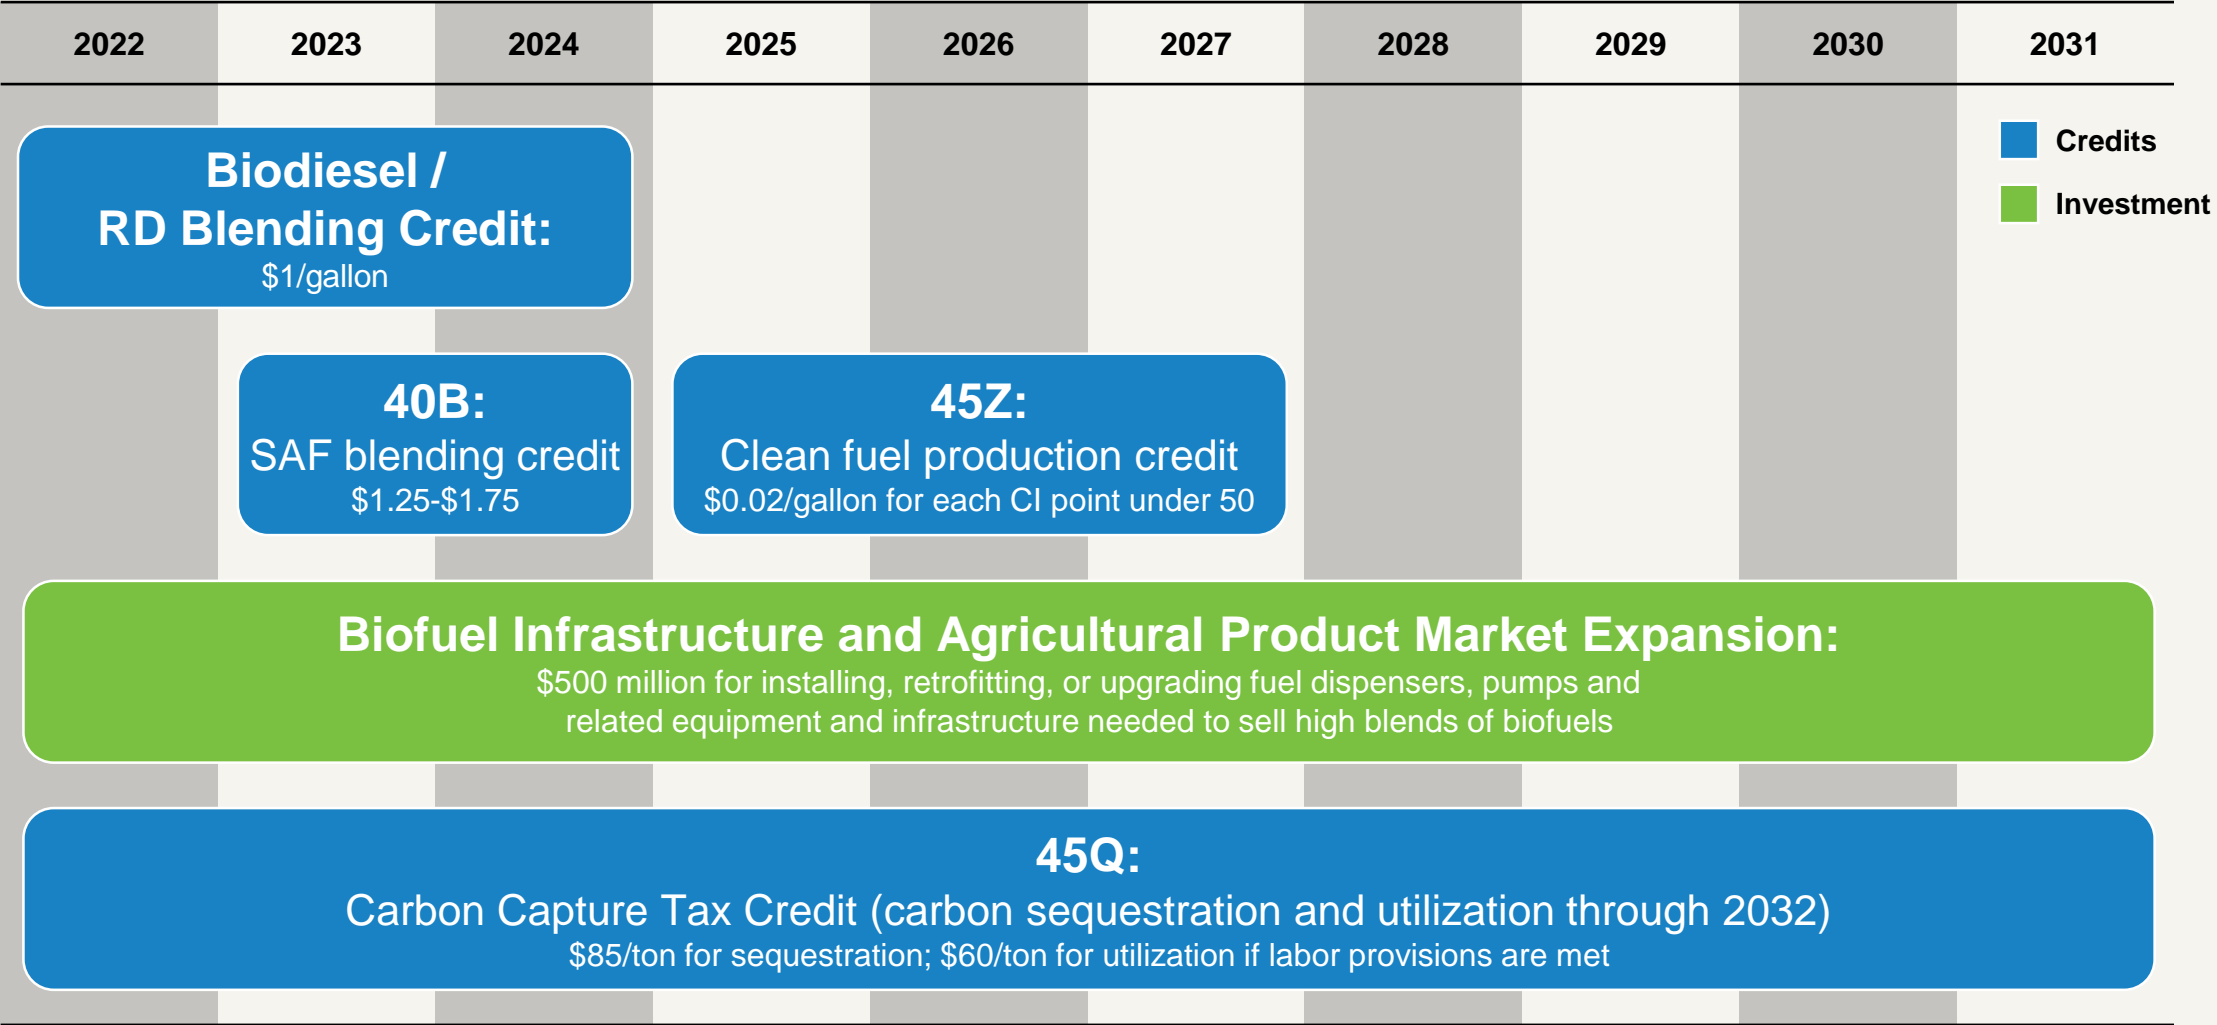 2022 2023 2024 2025 2026 2027 2028 2029 2030 2031
Credits
Investment
Biodiesel /
RD Blending Credit:
$1/gallon
40B:
SAF blending credit
$1.25-$1.75
45Z:
Clean fuel production credit
$0.02/gallon for each CI point under 50
Biofuel Infrastructure and Agricultural Product Market Expansion:
$500 million for installing, retrofitting, or upgrading fuel dispensers, pumps and
related equipment and infrastructure needed to sell high blends of biofuels
45Q:
Carbon Capture Tax Credit (carbon sequestration and utilization through 2032)
$85/ton for sequestration; $60/ton for utilization if labor provisions are met